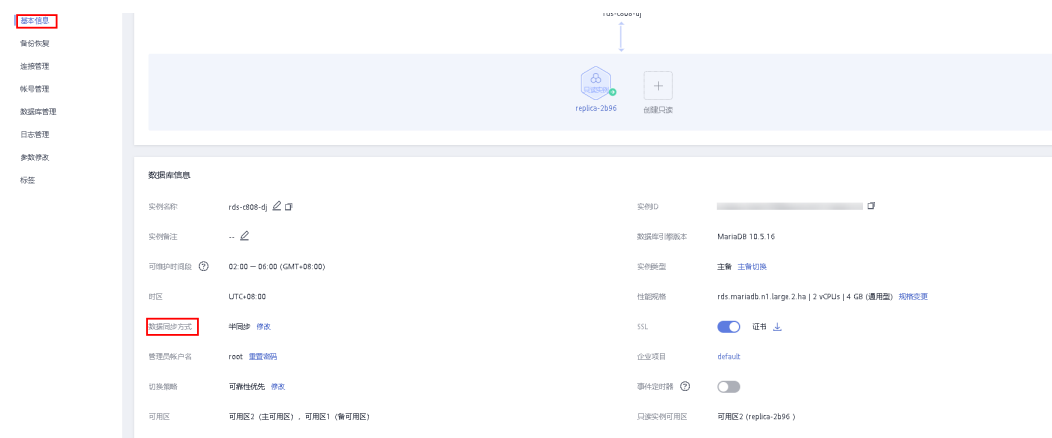 基本信息
备份恢复
连接管理
帐号管理
数据库管理
日志管理
参数修改
标签
rds-c808-dj
只读实例
replica-2b96
创建只读
数据库信息
实例名称 rds-c808-dj 实例ID
实例备注 -- 数据库引擎版本 MariaDB 10.5.16
可维护时间段 02:00 — 06:00 (GMT+08:00) 实例类型 主备 主备切换
时区 UTC+08:00 性能规格 rds.mariadb.n1.large.2.ha | 2 vCPUs | 4 GB (通用型) 规格变更
数据同步方式 半同步 修改 SSL 证书
管理员帐户名 root 重置密码 企业项目 default
切换策略 可靠性优先 修改 事件定时器
可用区 可用区2（主可用区），可用区1（备可用区） 只读实例可用区 可用区2 (replica-2b96 )